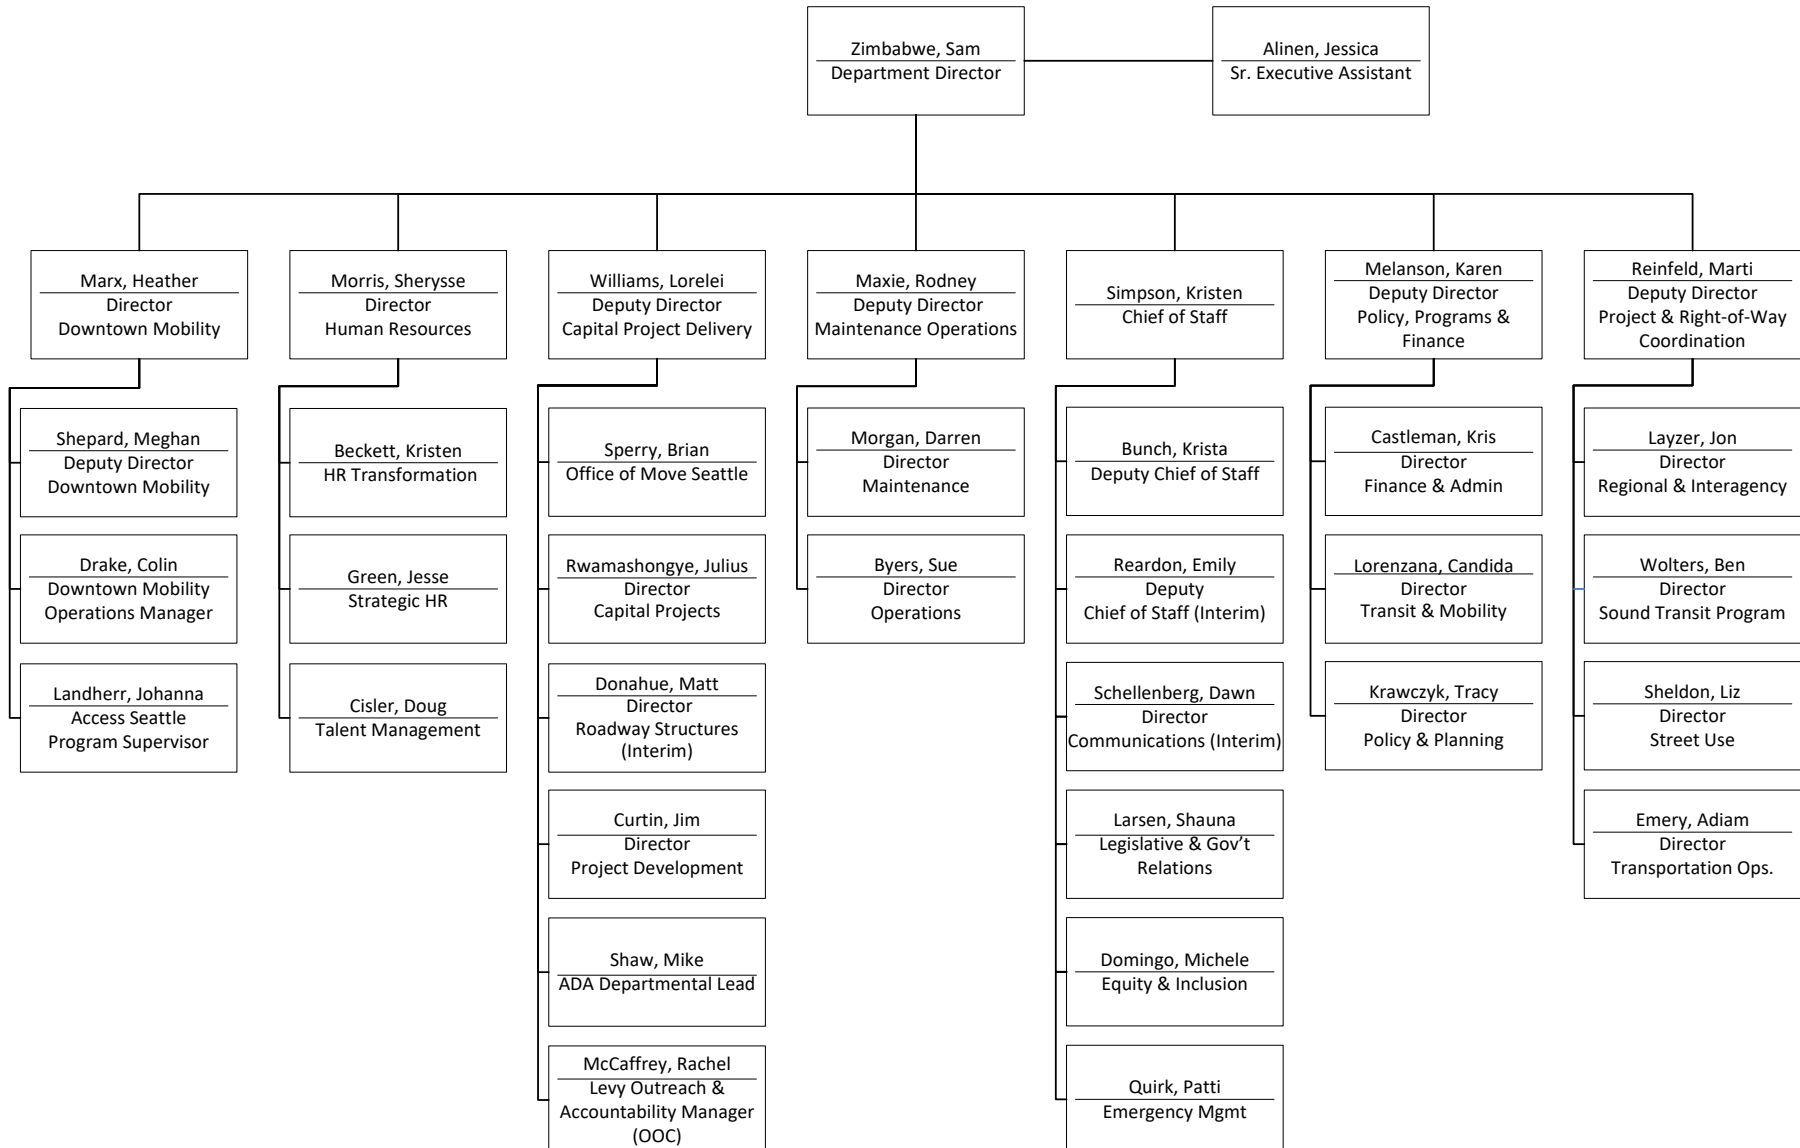 Zimbabwe, Sam
Department Director
Alinen, Jessica
Sr. Executive Assistant
Marx, Heather
Director
Downtown Mobility
Morris, Sherysse
Director
Human Resources
Williams, Lorelei
Deputy Director
Capital Project Delivery
Maxie, Rodney
Deputy Director
Maintenance Operations
Simpson, Kristen
Chief of Staff
Melanson, Karen
Deputy Director
Policy, Programs &
Finance
Reinfeld, Marti
Deputy Director
Project & Right-of-Way
Coordination
Shepard, Meghan
Deputy Director
Downtown Mobility
Drake, Colin
Downtown Mobility
Operations Manager
Landherr, Johanna
Access Seattle
Program Supervisor
Beckett, Kristen
HR Transformation
Green, Jesse
Strategic HR
Cisler, Doug
Talent Management
Sperry, Brian
Office of Move Seattle
Rwamashongye, Julius
Director
Capital Projects
Donahue, Matt
Director
Roadway Structures
(Interim)
Curtin, Jim
Director
Project Development
Shaw, Mike
ADA Departmental Lead
McCaffrey, Rachel
Levy Outreach &
Accountability Manager
(OOC)
Morgan, Darren
Director
Maintenance
Byers, Sue
Director
Operations
Bunch, Krista
Deputy Chief of Staff
Reardon, Emily
Deputy
Chief of Staff (Interim)
Schellenberg, Dawn
Director
Communications (Interim)
Larsen, Shauna
Legislative & Gov’t
Relations
Domingo, Michele
Equity & Inclusion
Quirk, Patti
Emergency Mgmt
Castleman, Kris
Director
Finance & Admin
Lorenzana, Candida
Director
Transit & Mobility
Krawczyk, Tracy
Director
Policy & Planning
Layzer, Jon
Director
Regional & Interagency
Wolters, Ben
Director
Sound Transit Program
Sheldon, Liz
Director
Street Use
Emery, Adiam
Director
Transportation Ops.